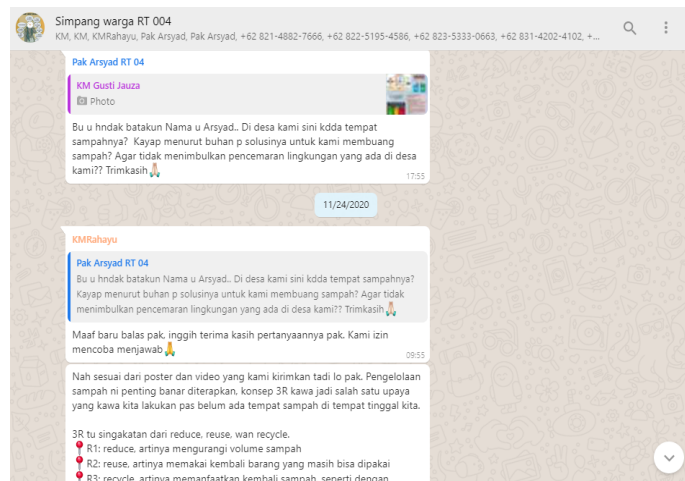 Simpang warga RT 004
KM, KM, KMRahayu, Pak Arsyad, Pak Arsyad, +62 821-4882-7666, +62 822-5195-4586, +62 823-5333-0663, +62 831-4202-4102, +...
Pak Arsyad RT 04
KM Gusti Jauza
Photo
Bu u hndak batakun Nama u Arsyad.. Di desa kami sini kdda tempat
sampahnya? Kayap menurut buhan p solusinya untuk kami membuang
sampah? Agar tidak menimbulkan pencemaran lingkungan yang ada di desa
kami?? Trimkasih🙏
17:55
11/24/2020
KMRahayu
Pak Arsyad RT 04
Bu u hndak batakun Nama u Arsyad.. Di desa kami sini kdda tempat sampahnya?
Kayap menurut buhan p solusinya untuk kami membuang sampah? Agar tidak
menimbulkan pencemaran lingkungan yang ada di desa kami?? Trimkasih🙏
Maaf baru balas pak, inggih terima kasih pertanyaannya pak. Kami izin
mencoba menjawab🙏
09:55
Nah sesuai dari poster dan video yang kami kirimkan tadi lo pak. Pengelolaan
sampah ni penting banar diterapkan, konsep 3R kawa jadi salah satu upaya
yang kawa kita lakukan pas belum ada tempat sampah di tempat tinggal kita.
3R tu singakatan dari reduce, reuse, wan recycle.
📍R1: reduce, artinya mengurangi volume sampah
📍R2: reuse, artinya memakai kembali barang yang masih bisa dipakai
📍R3: recycle, artinya memanfaatkan kembali sampah, seperti dengan